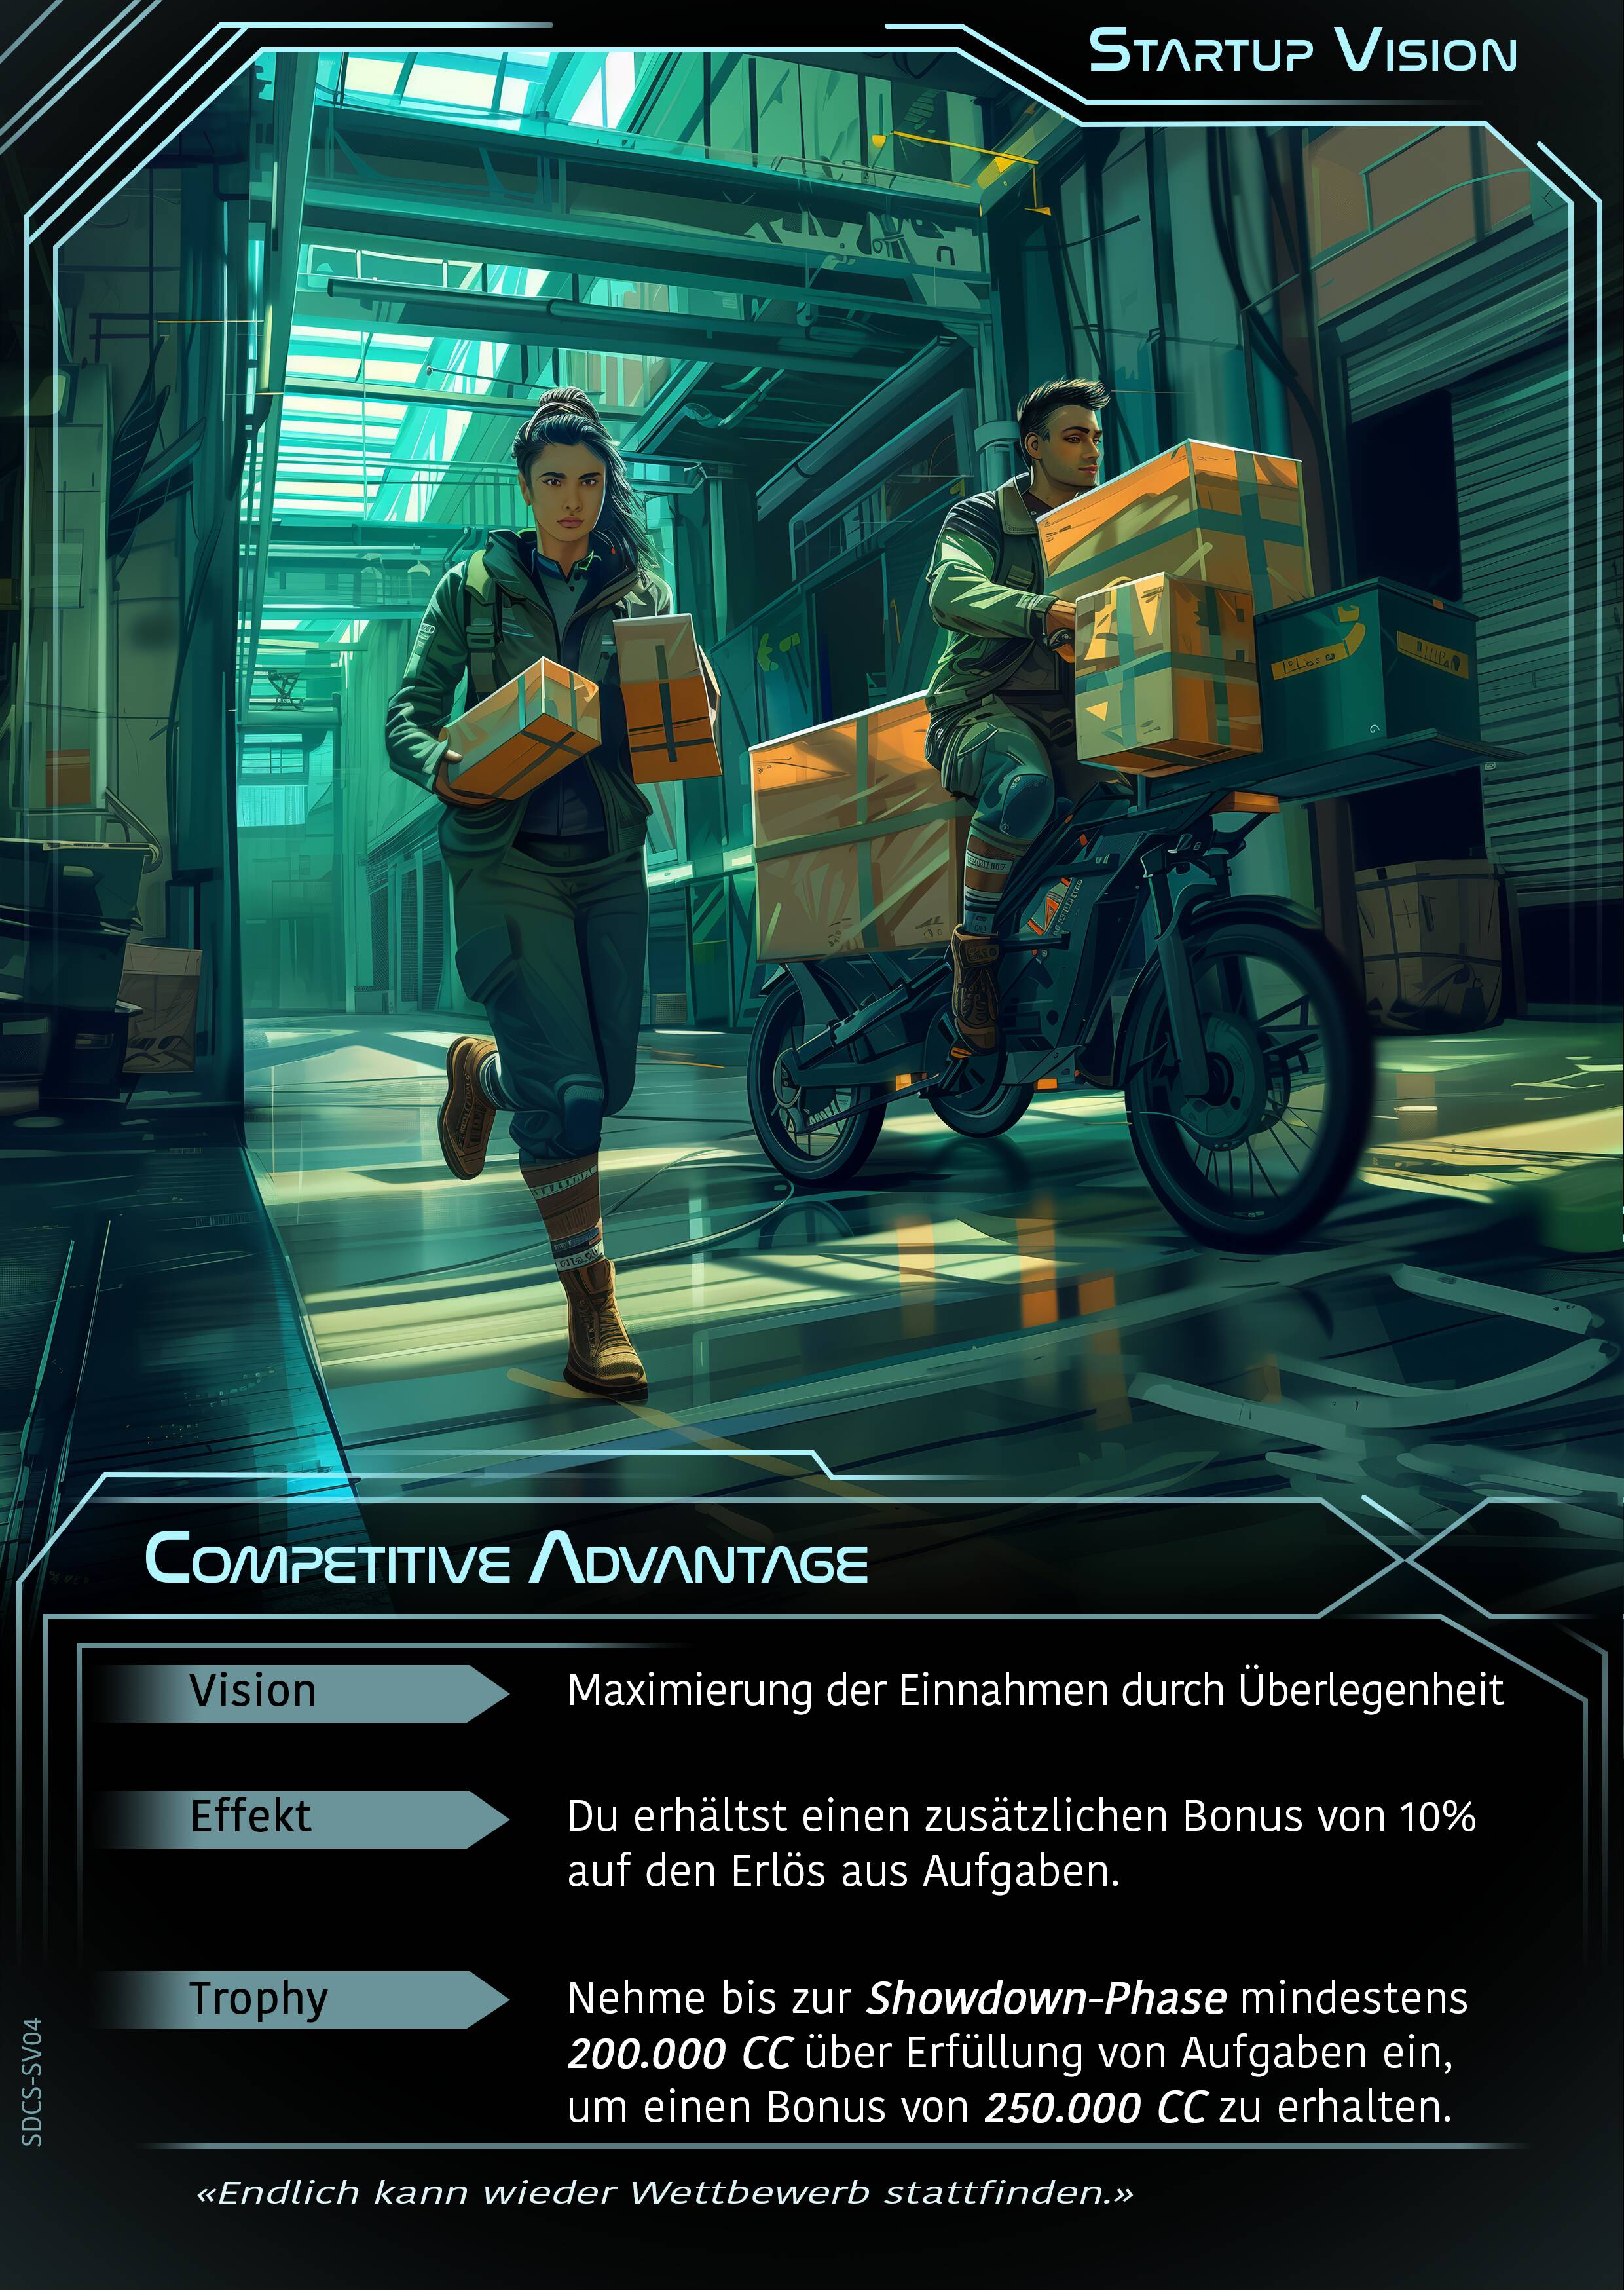 Startup Vision
Competitive Advantage
Vision
Maximierung der Einnahmen durch Überlegenheit
Effekt
Du erhältst einen zusätzlichen Bonus von 10%
auf den Erlös aus Aufgaben.
Trophy
Nehme bis zur Showdown-Phase mindestens
200.000 CC über Erfüllung von Aufgaben ein,
um einen Bonus von 250.000 CC zu erhalten.
SDCS-SV04
«Endlich kann wieder Wettbewerb stattfinden.»